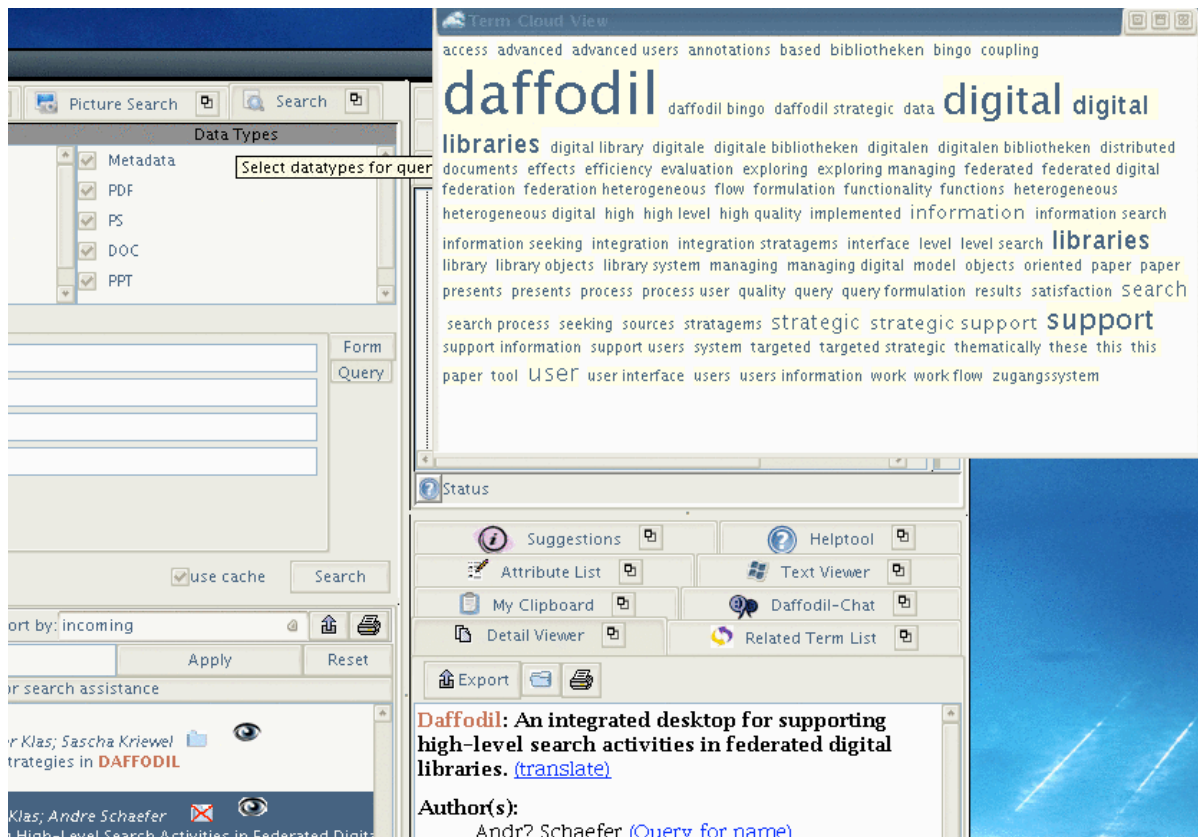 Term Cloud View
access advanced advanced users annotations based bibliotheken bingo coupling
daffodil daffodil bingo daffodil strategic data digital digital
libraries digital library digitale digitale bibliotheken digitalen digitalen bibliotheken distributed
documents effects efficiency evaluation exploring exploring managing federated federated digital
federation federation heterogeneous flow formulation functionality functions heterogeneous
heterogeneous digital high high level high quality implemented information information search
information seeking integration integration stratagems interface level level search libraries
library library objects library system managing managing digital model objects oriented paper paper
presents presents process process user quality query query formulation results satisfaction search
search process seeking sources stratagems strategic strategic support support
support information support users system targeted targeted strategic thematically these this this
paper tool user user interface users users information work work flow zugangssystem
Picture Search
Search
Data Types
Select datatypes for quer
Metadata
PDF
PS
DOC
PPT
Form
Query
use cache
Search
ort by: incoming
Apply
Reset
or search assistance
r Klas; Sascha Kriewel
trategies in DAFFODIL
Klas; Andre Schaefer
High-Level Search Activities in Federated Digita
Status
Suggestions
Helptool
Attribute List
Text Viewer
My Clipboard
Daffodil-Chat
Detail Viewer
Related Term List
Export
Daffodil: An integrated desktop for supporting
high-level search activities in federated digital
libraries. (translate)
Author(s):
Andr? Schaefer (Query for name)